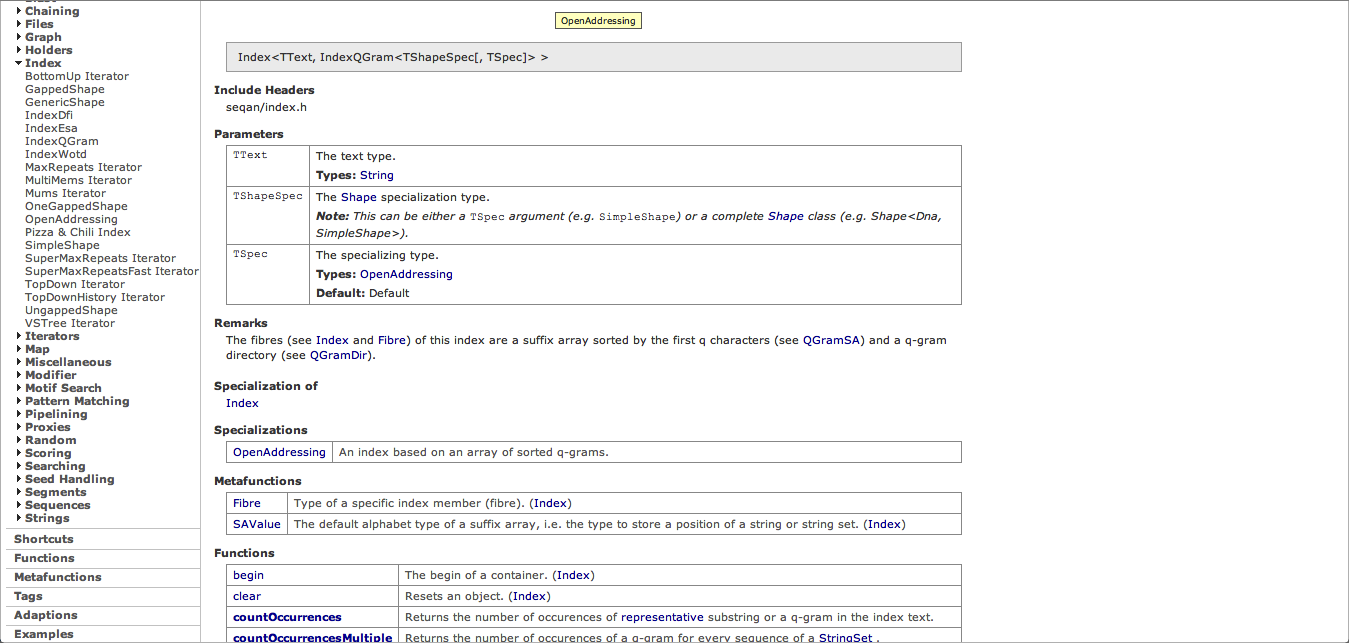 Chaining
Files
Graph
Holders
Index
BottomUp Iterator
GappedShape
GenericShape
IndexDfi
IndexEsa
IndexQGram
IndexWotd
MaxRepeats Iterator
MultiMems Iterator
Mums Iterator
OneGappedShape
OpenAddressing
Pizza & Chili Index
SimpleShape
SuperMaxRepeats Iterator
SuperMaxRepeatsFast Iterator
TopDown Iterator
TopDownHistory Iterator
UngappedShape
VSTree Iterator
Iterators
Map
Miscellaneous
Modifier
Motif Search
Pattern Matching
Pipelining
Proxies
Random
Scoring
Searching
Seed Handling
Segments
Sequences
Strings
Shortcuts
Functions
Metafunctions
Tags
Adaptions
Examples
OpenAddressing
Index<TText, IndexQGram<TShapeSpec[, TSpec]> >
Include Headers
seqan/index.h
Parameters
TText The text type.
Types: String
TShapeSpec The Shape specialization type.
Note: This can be either a TSpec argument (e.g. SimpleShape) or a complete Shape class (e.g. Shape<Dna,
SimpleShape>).
TSpec The specializing type.
Types: OpenAddressing
Default: Default
Remarks
The fibres (see Index and Fibre) of this index are a suffix array sorted by the first q characters (see QGramSA) and a q-gram
directory (see QGramDir).
Specialization of
Index
Specializations
OpenAddressing An index based on an array of sorted q-grams.
Metafunctions
Fibre Type of a specific index member (fibre). (Index)
SAValue The default alphabet type of a suffix array, i.e. the type to store a position of a string or string set. (Index)
Functions
begin The begin of a container. (Index)
clear Resets an object. (Index)
countOccurrences Returns the number of occurences of representative substring or a q-gram in the index text.
countOccurrencesMultiple Returns the number of occurences of a q-gram for every sequence of a StringSet .